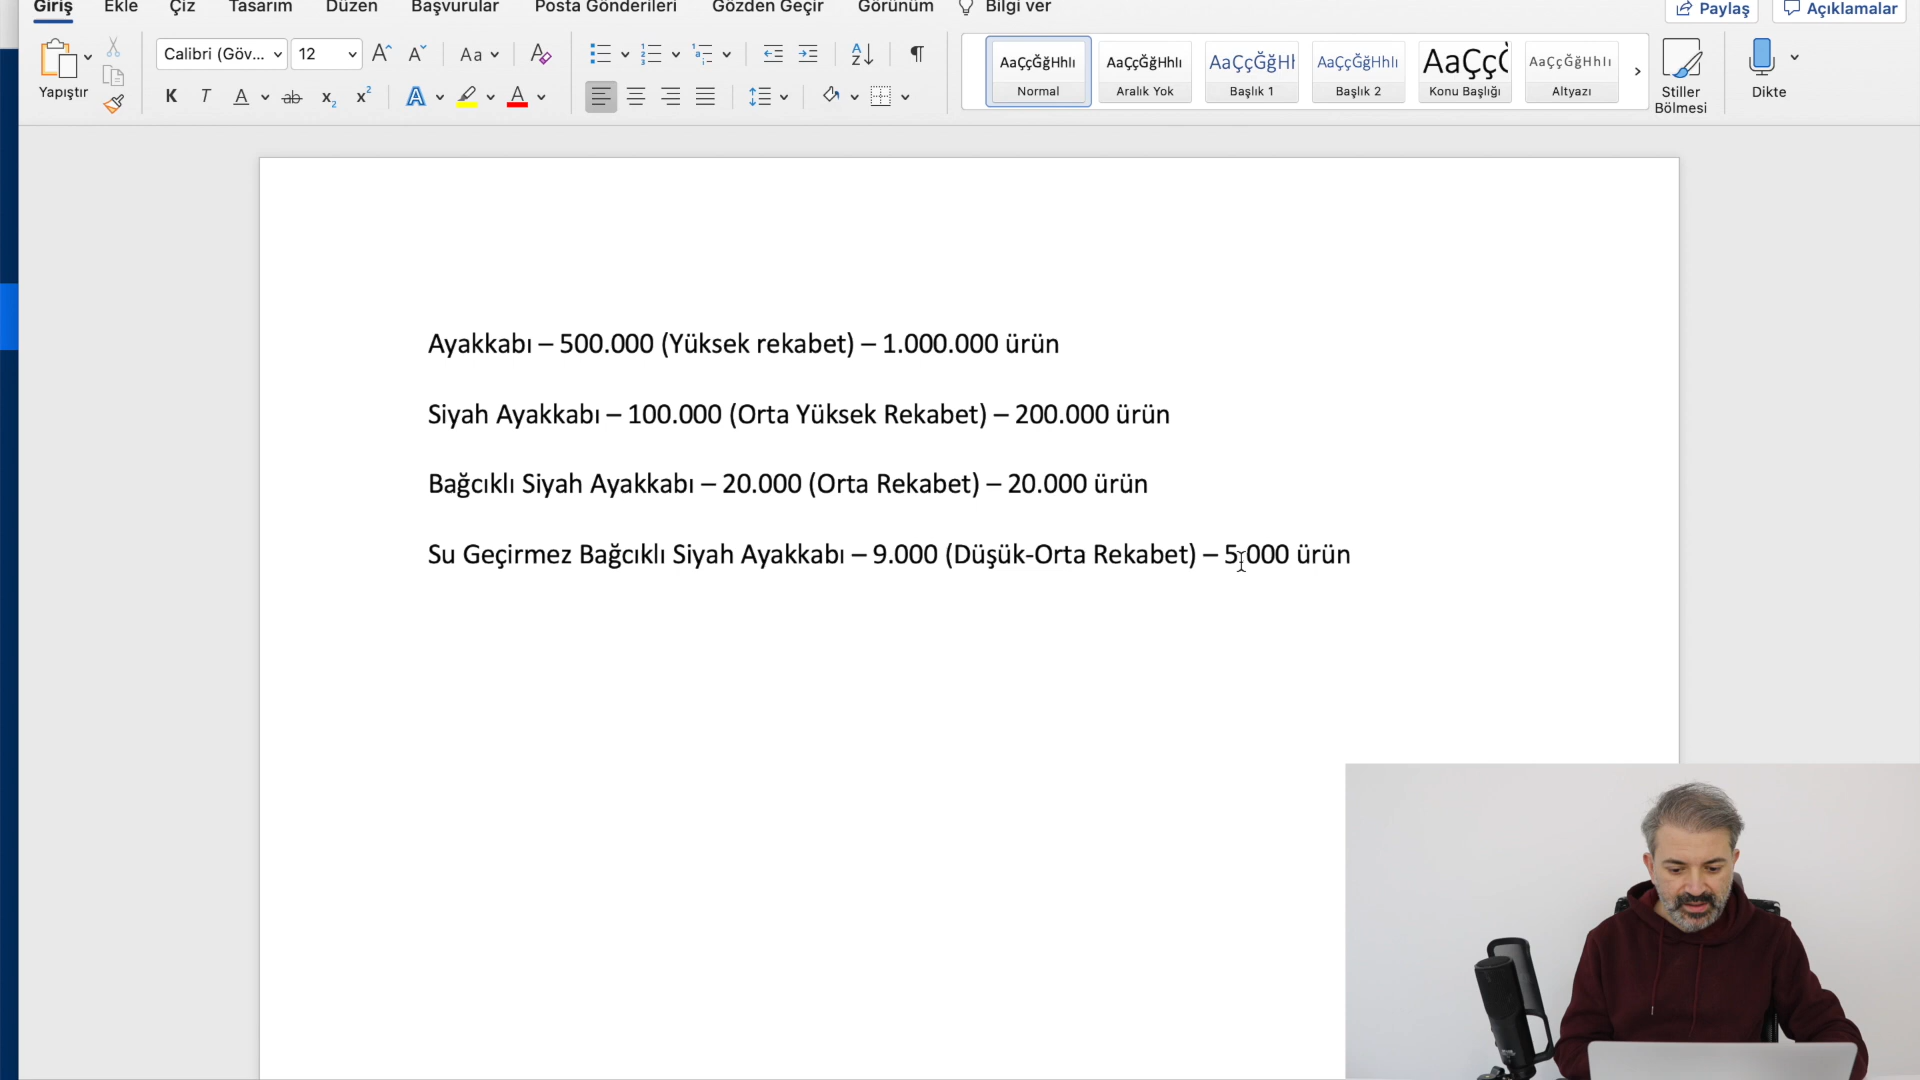 Giriş Ekle Çiz Tasarım Düzen Başvurular Posta Gönderileri Gözden Geçir Görünüm Bilgi ver Paylaş Açıklamalar
Yapıştır Calibri (Göv... 12 Aa AaÇçĞğHhIı AaÇçĞğHhIı AaÇçĞğHł AaÇçĞğHhIı AaÇçĞ AaÇçĞğHhIı
K T A ab x₂ x² A A Normal Aralık Yok Başlık 1 Başlık 2 Konu Başlığı Altyazı Stiller Dikte
Bölmesi
Ayakkabı – 500.000 (Yüksek rekabet) – 1.000.000 ürün
Siyah Ayakkabı – 100.000 (Orta Yüksek Rekabet) – 200.000 ürün
Bağcıklı Siyah Ayakkabı – 20.000 (Orta Rekabet) – 20.000 ürün
Su Geçirmez Bağcıklı Siyah Ayakkabı – 9.000 (Düşük-Orta Rekabet) – 5.000 ürün